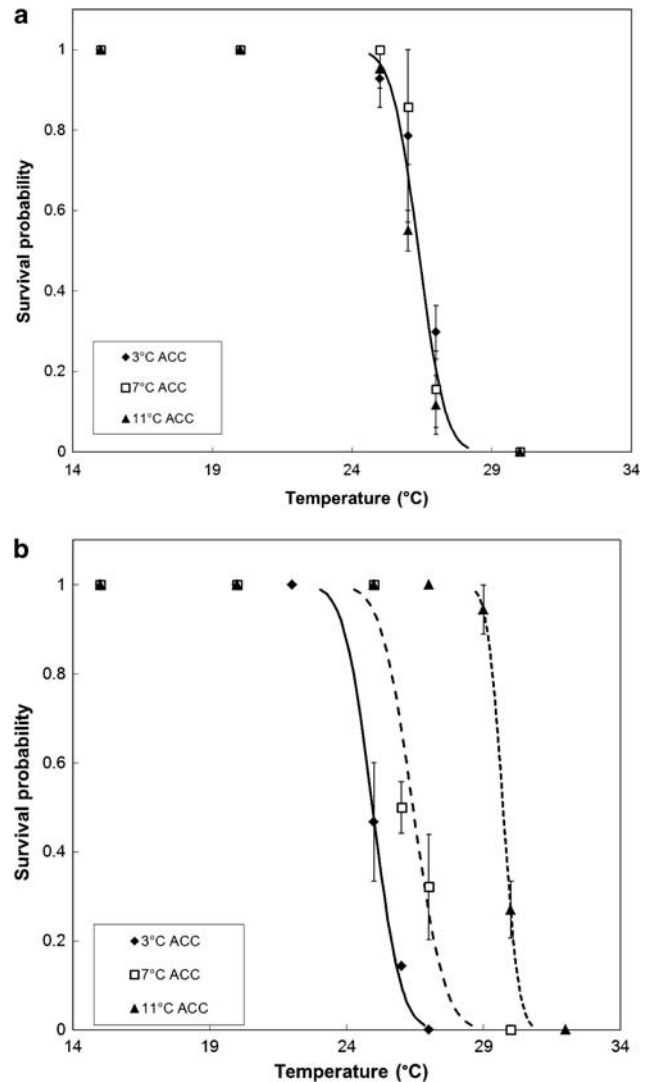 a
1
0.8
0.6
0.4
0.2
0
Survival probability
3°C ACC
7°C ACC
11°C ACC
14 19 24 29 34
Temperature (°C)
b
1
0.8
0.6
0.4
0.2
0
Survival probability
3°C ACC
7°C ACC
11°C ACC
14 19 24 29 34
Temperature (°C)